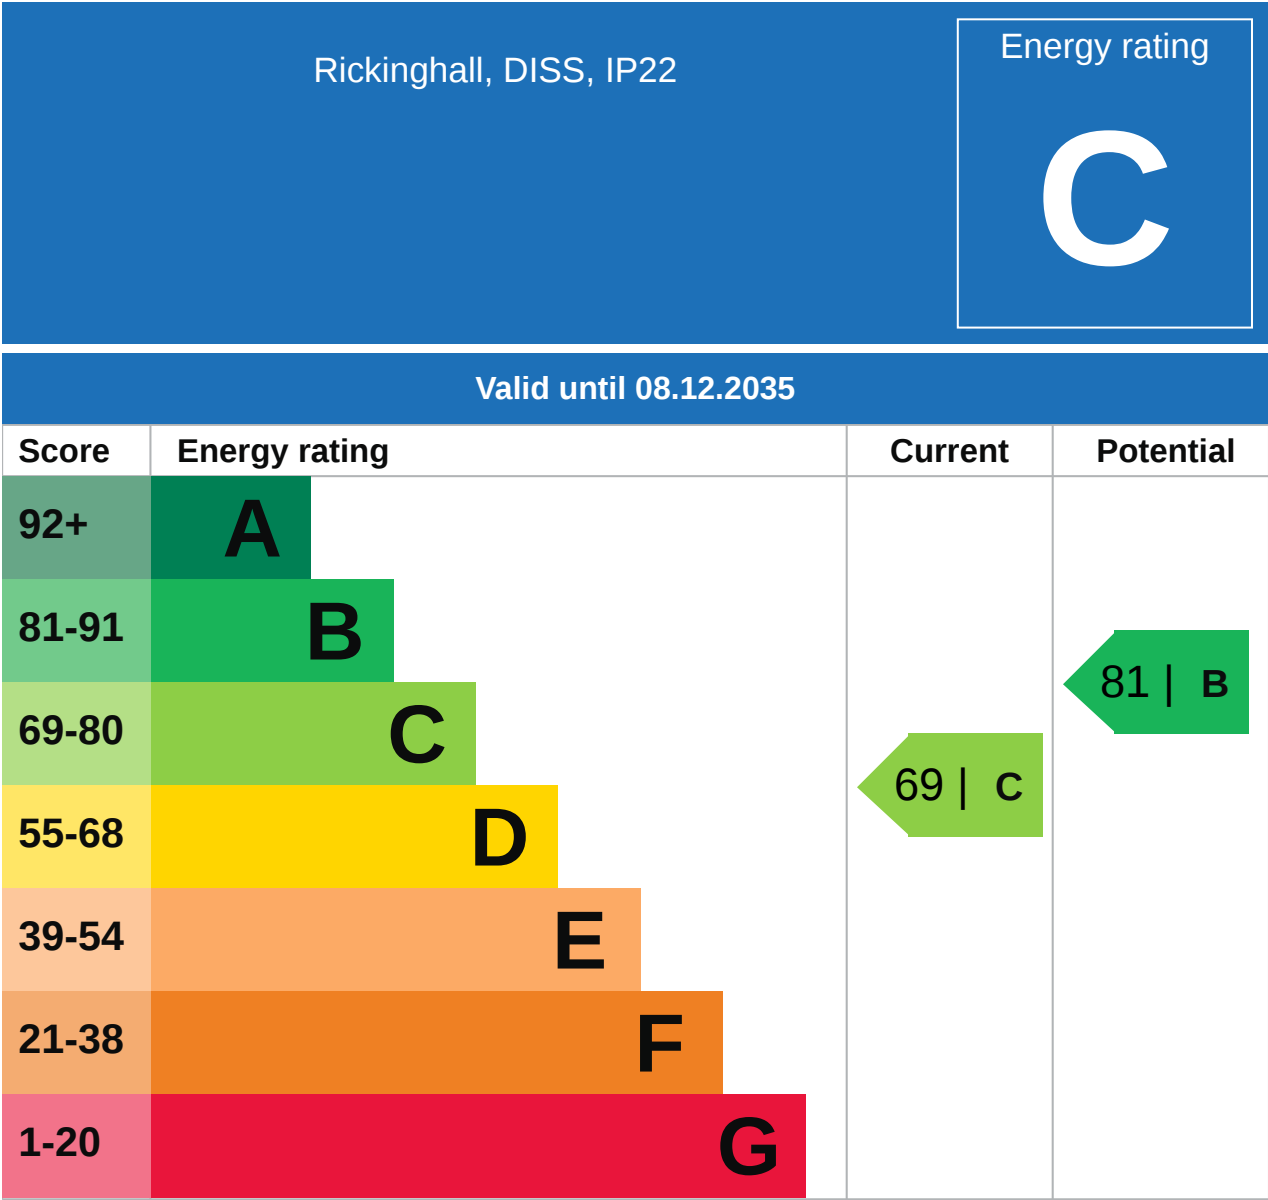 Rickinghall, DISS, IP22
Energy rating
C
Valid until 08.12.2035
Score Energy rating Current Potential
92+ A
81-91 B
81 | B
69-80 C
69 | C
55-68 D
39-54 E
21-38 F
1-20 G